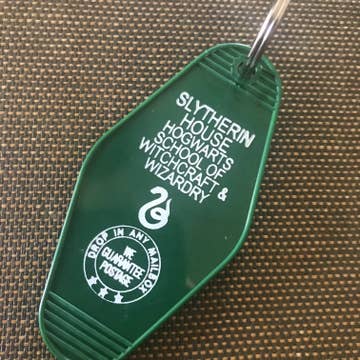 SLYTHERIN
HOUSE
HOGWARTS
SCHOOL OF
WITCHCRAFT &
WIZARDRY
DROP IN ANY MAILBOX
WE
GUARANTEE
POSTAGE